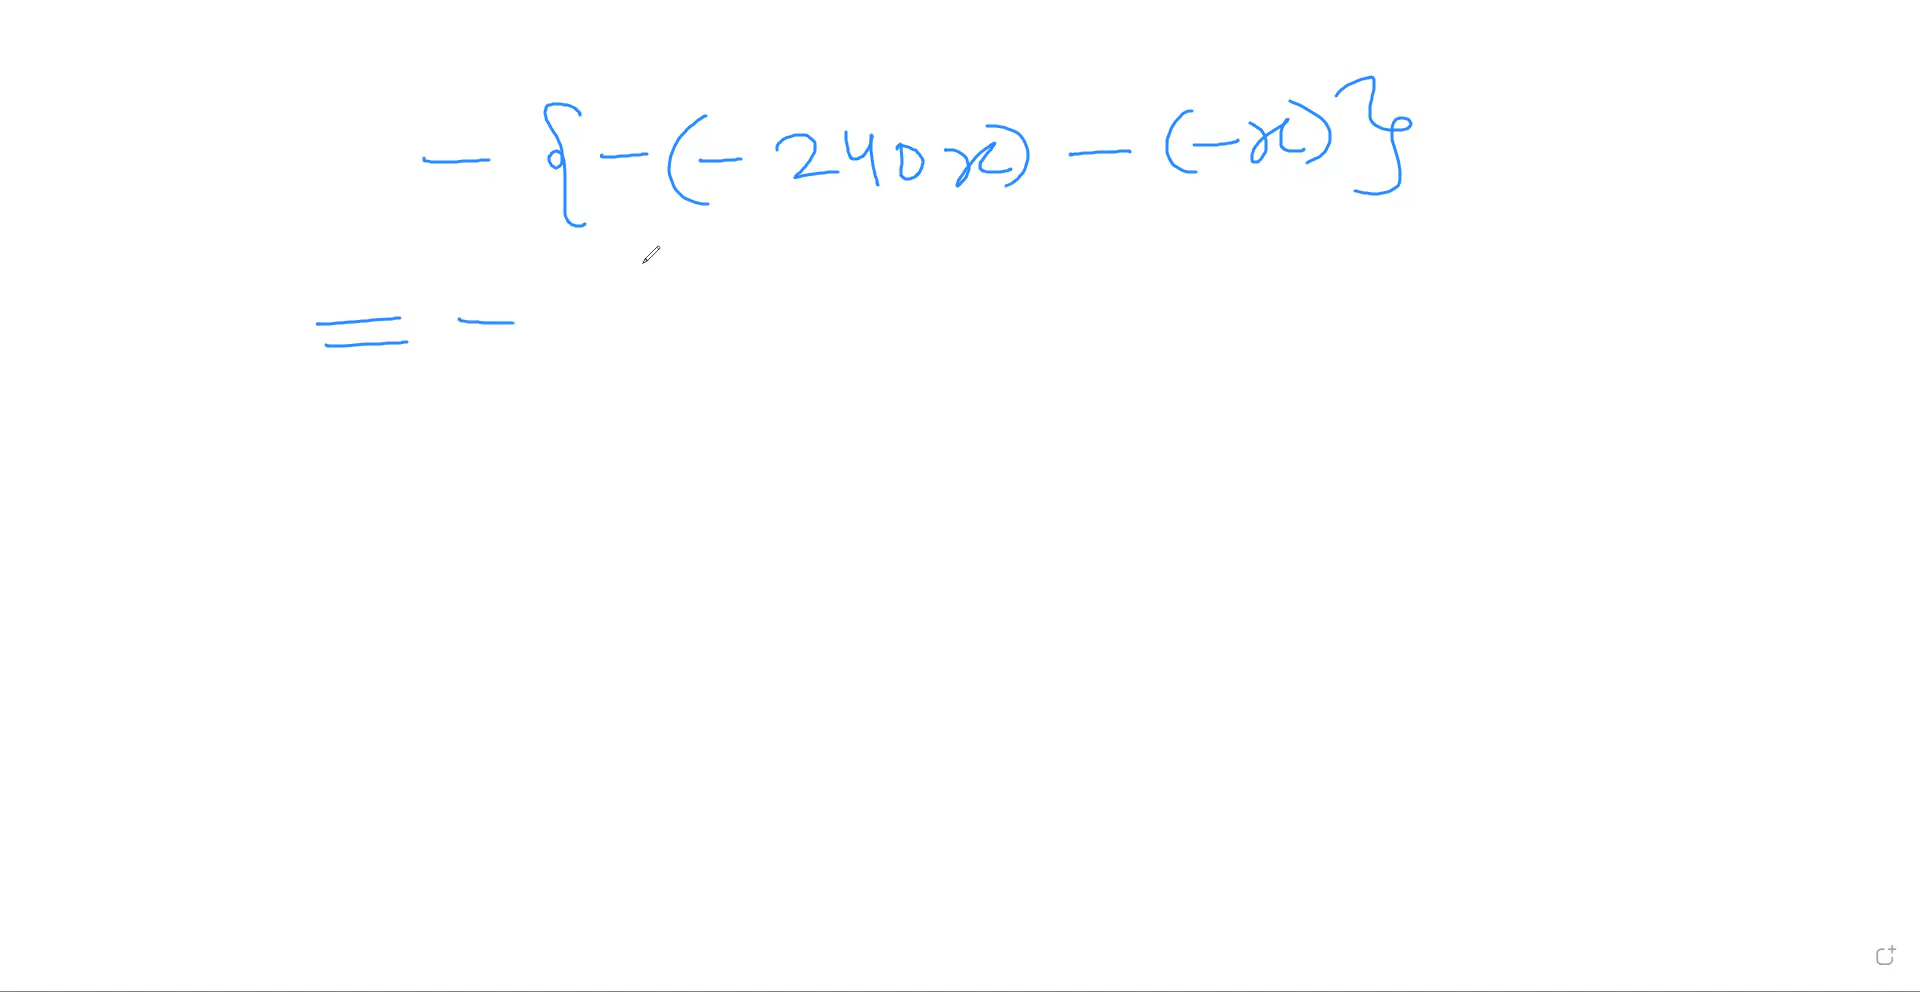 - { - ( - 240x ) - ( - x ) }
= -